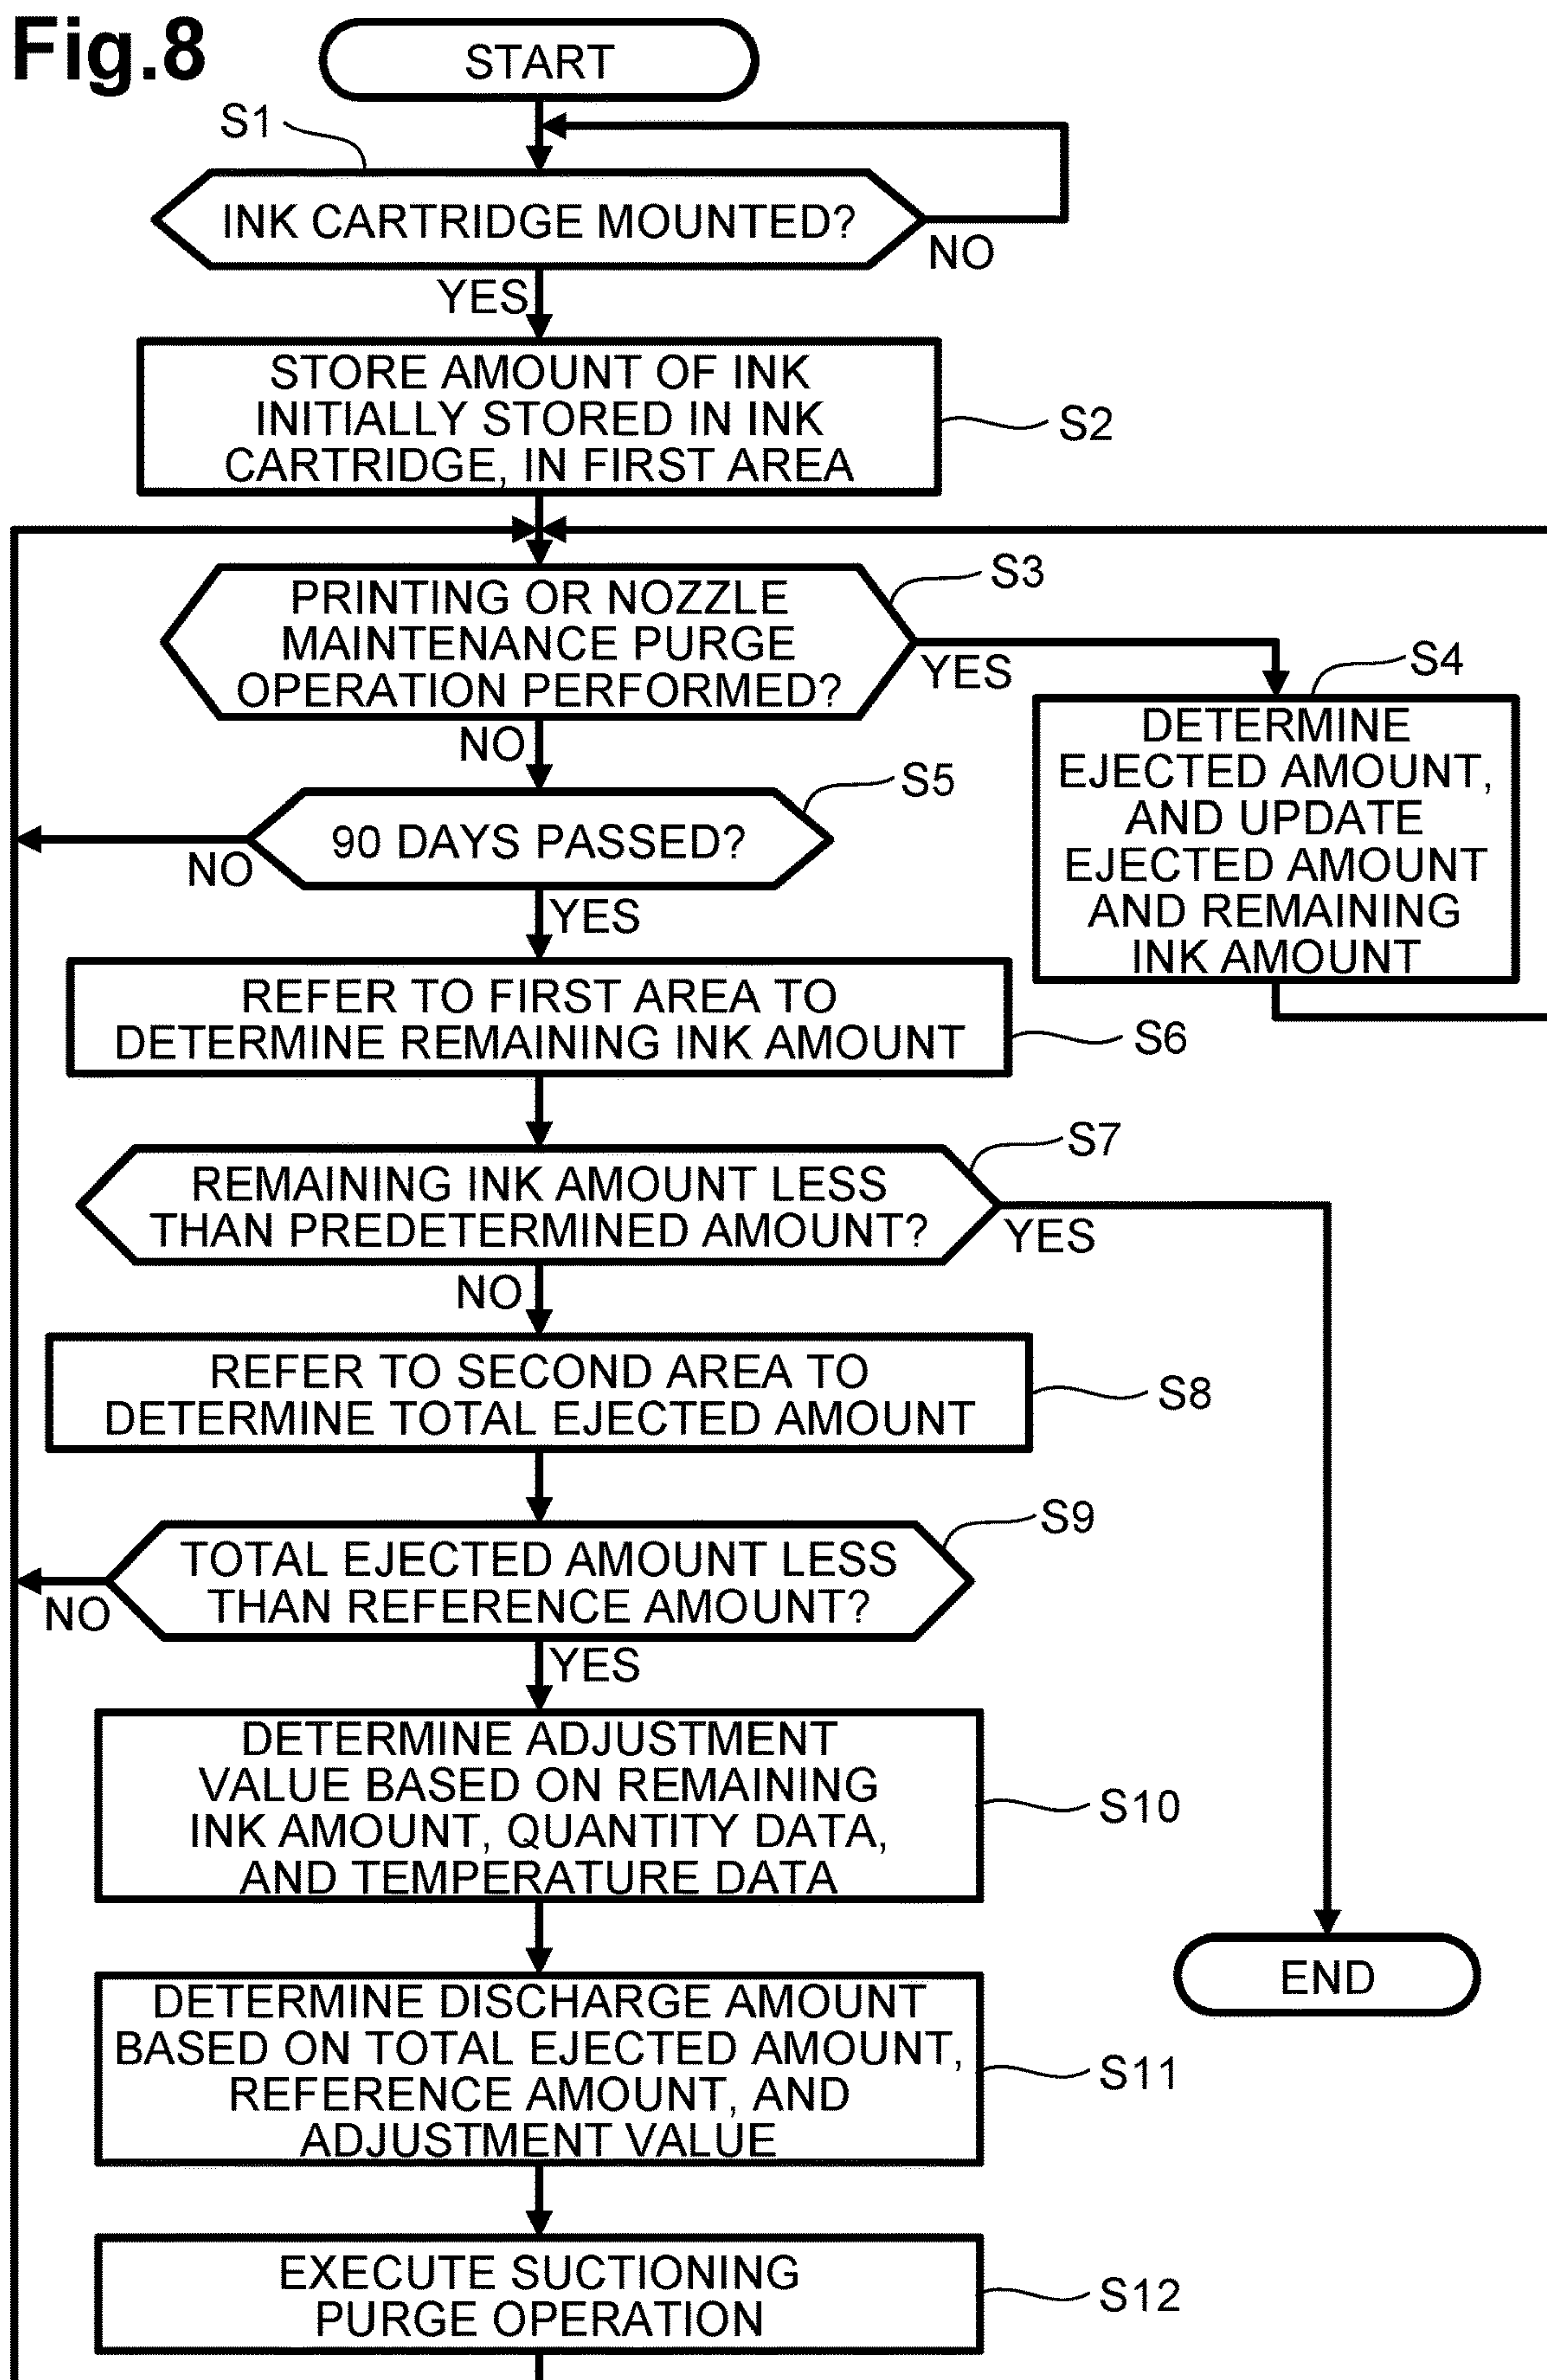 Fig.8
START
S1
INK CARTRIDGE MOUNTED?
NO
YES
STORE AMOUNT OF INK
INITIALLY STORED IN INK
CARTRIDGE, IN FIRST AREA
S2
PRINTING OR NOZZLE
MAINTENANCE PURGE
OPERATION PERFORMED?
S3
YES
NO
S4
DETERMINE
EJECTED AMOUNT,
AND UPDATE
EJECTED AMOUNT
AND REMAINING
INK AMOUNT
S5
90 DAYS PASSED?
NO
YES
REFER TO FIRST AREA TO
DETERMINE REMAINING INK AMOUNT
S6
S7
REMAINING INK AMOUNT LESS
THAN PREDETERMINED AMOUNT?
YES
NO
REFER TO SECOND AREA TO
DETERMINE TOTAL EJECTED AMOUNT
S8
S9
TOTAL EJECTED AMOUNT LESS
THAN REFERENCE AMOUNT?
NO
YES
DETERMINE ADJUSTMENT
VALUE BASED ON REMAINING
INK AMOUNT, QUANTITY DATA,
AND TEMPERATURE DATA
S10
END
DETERMINE DISCHARGE AMOUNT
BASED ON TOTAL EJECTED AMOUNT,
REFERENCE AMOUNT, AND
ADJUSTMENT VALUE
S11
EXECUTE SUCTIONING
PURGE OPERATION
S12